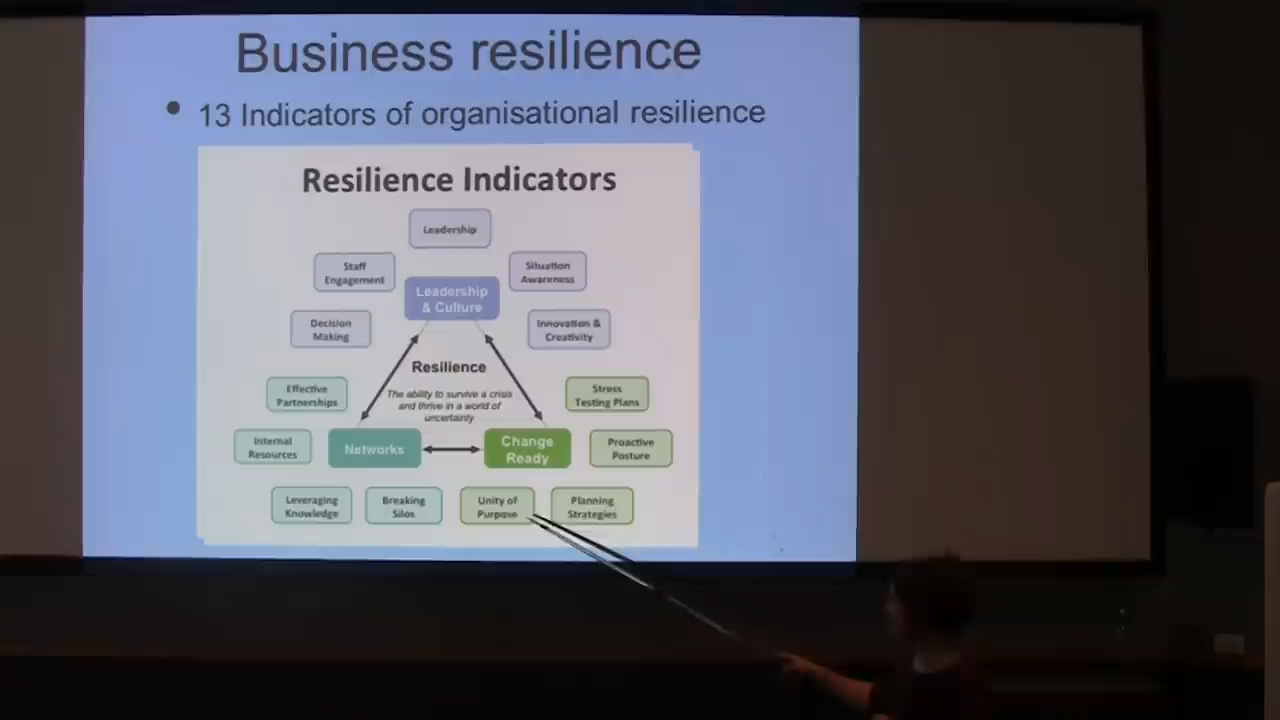 Business resilience
• 13 Indicators of organisational resilience
Resilience Indicators
Leadership
Staff
Engagement
Situation
Awareness
Leadership
& Culture
Decision
Making
Innovation &
Creativity
Resilience
The ability to survive a crisis
and thrive in a world of
uncertainty
Effective
Partnerships
Stress
Testing Plans
Internal
Resources
Networks
Change
Ready
Proactive
Posture
Leveraging
Knowledge
Breaking
Silos
Unity of
Purpose
Planning
Strategies